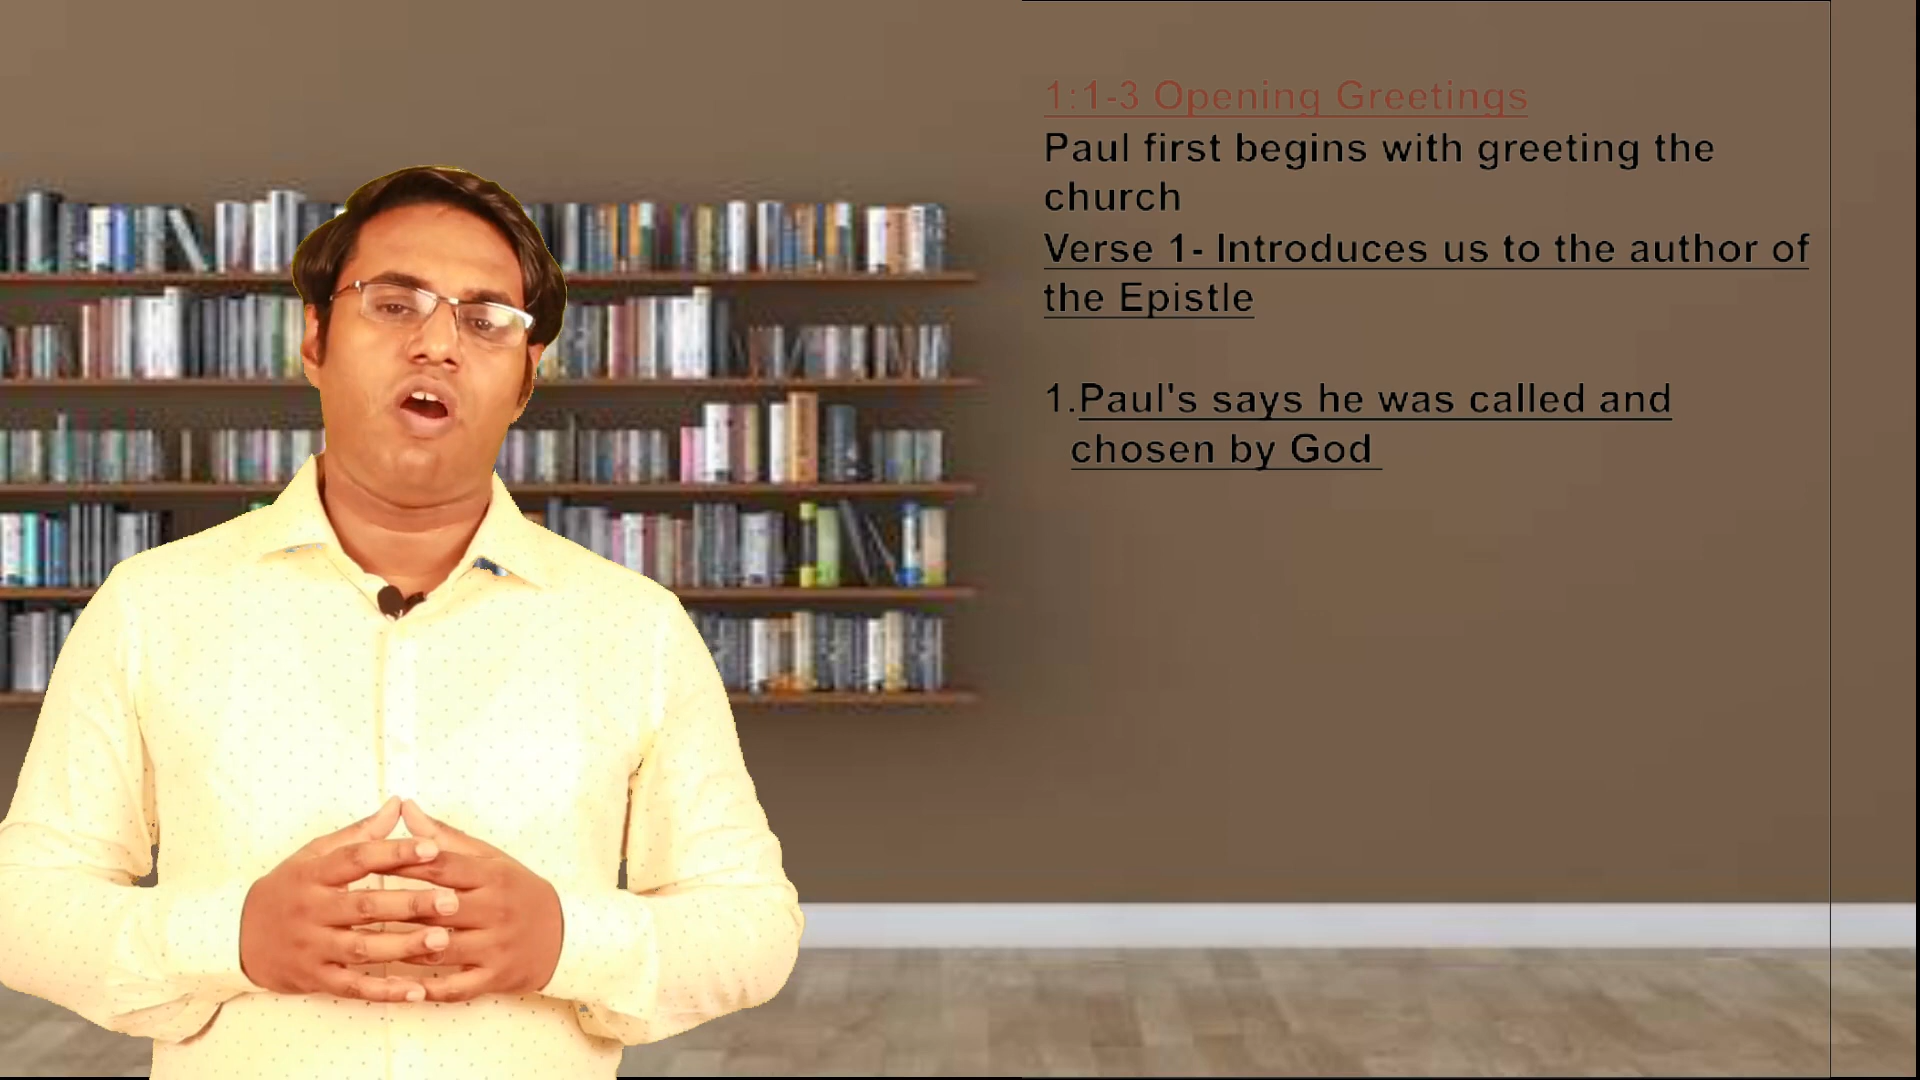 1:1-3 Opening Greetings
Paul first begins with greeting the
church
Verse 1- Introduces us to the author of
the Epistle
1.Paul's says he was called and
chosen by God